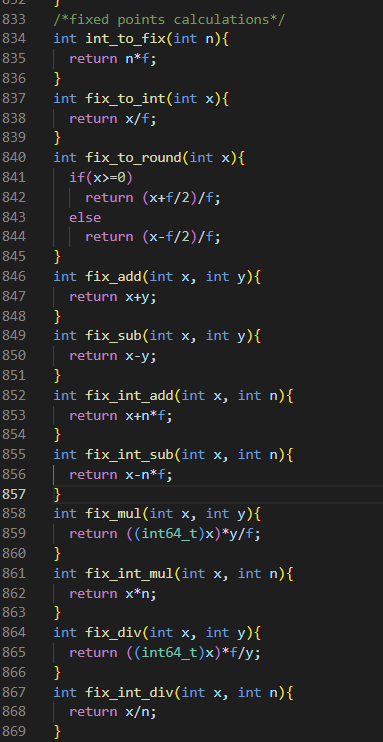 832 }
833 /*fixed points calculations*/
834 int int_to_fix(int n){
835   return n*f;
836 }
837 int fix_to_int(int x){
838   return x/f;
839 }
840 int fix_to_round(int x){
841   if(x>=0)
842     return (x+f/2)/f;
843   else
844     return (x-f/2)/f;
845 }
846 int fix_add(int x, int y){
847   return x+y;
848 }
849 int fix_sub(int x, int y){
850   return x-y;
851 }
852 int fix_int_add(int x, int n){
853   return x+n*f;
854 }
855 int fix_int_sub(int x, int n){
856   return x-n*f;
857 }
858 int fix_mul(int x, int y){
859   return ((int64_t)x)*y/f;
860 }
861 int fix_int_mul(int x, int n){
862   return x*n;
863 }
864 int fix_div(int x, int y){
865   return ((int64_t)x)*f/y;
866 }
867 int fix_int_div(int x, int n){
868   return x/n;
869 }